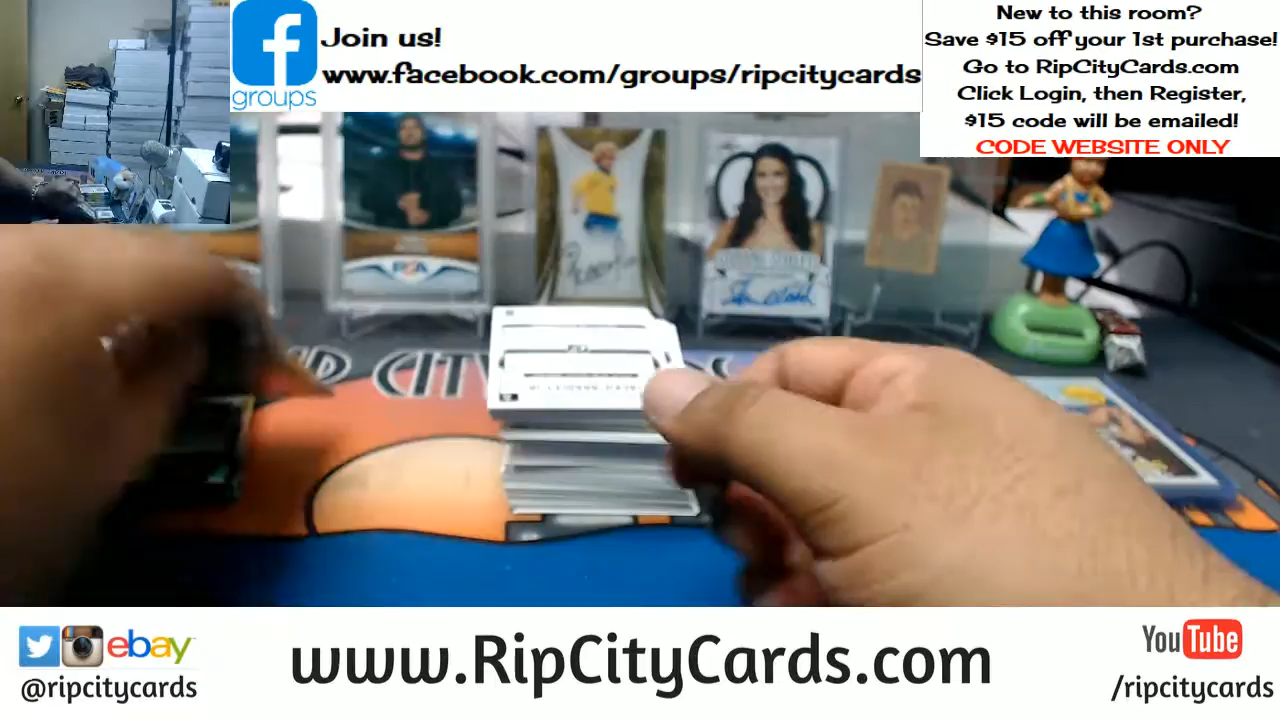 groups
Join us!
www.facebook.com/groups/ripcitycards
New to this room?
Save $15 off your 1st purchase!
Go to RipCityCards.com
Click Login, then Register,
$15 code will be emailed!
CODE WEBSITE ONLY
CITY
ebay
@ripcitycards
www.RipCityCards.com
YouTube
/ripcitycards